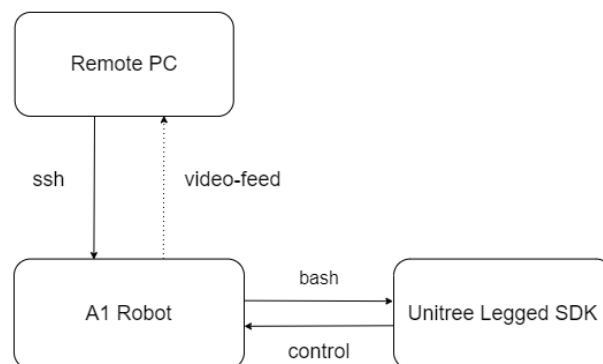 Remote PC
ssh
video-feed
bash
A1 Robot
Unitree Legged SDK
control